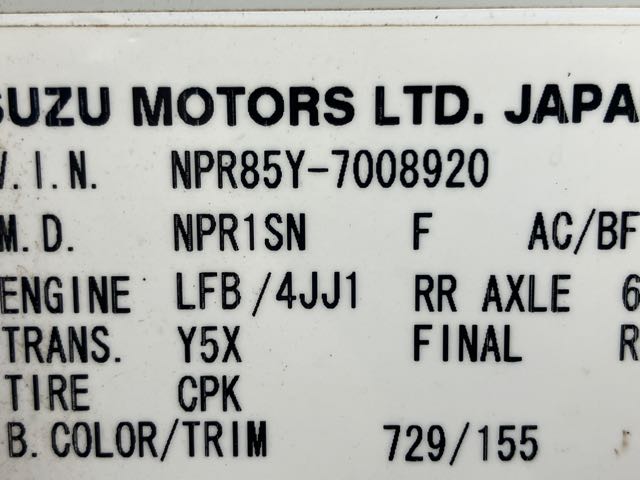 SUZU MOTORS LTD. JAPA
V.I.N. NPR85Y-7008920
M.D. NPR1SN F AC/BF
ENGINE LFB/4JJ1 RR AXLE 6
TRANS. Y5X FINAL R
TIRE CPK
B.COLOR/TRIM 729/155